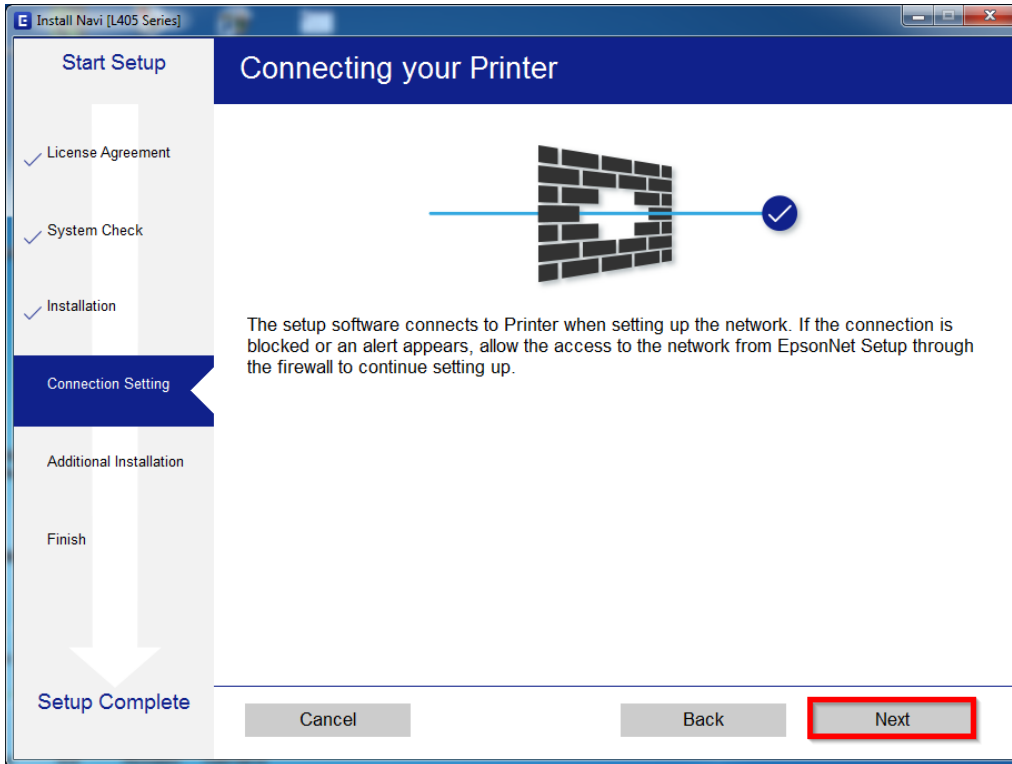 E Install Navi [L405 Series]
Start Setup
License Agreement
System Check
Installation
Connection Setting
Additional Installation
Finish
Setup Complete
Connecting your Printer
The setup software connects to Printer when setting up the network. If the connection is
blocked or an alert appears, allow the access to the network from EpsonNet Setup through
the firewall to continue setting up.
Cancel
Back
Next